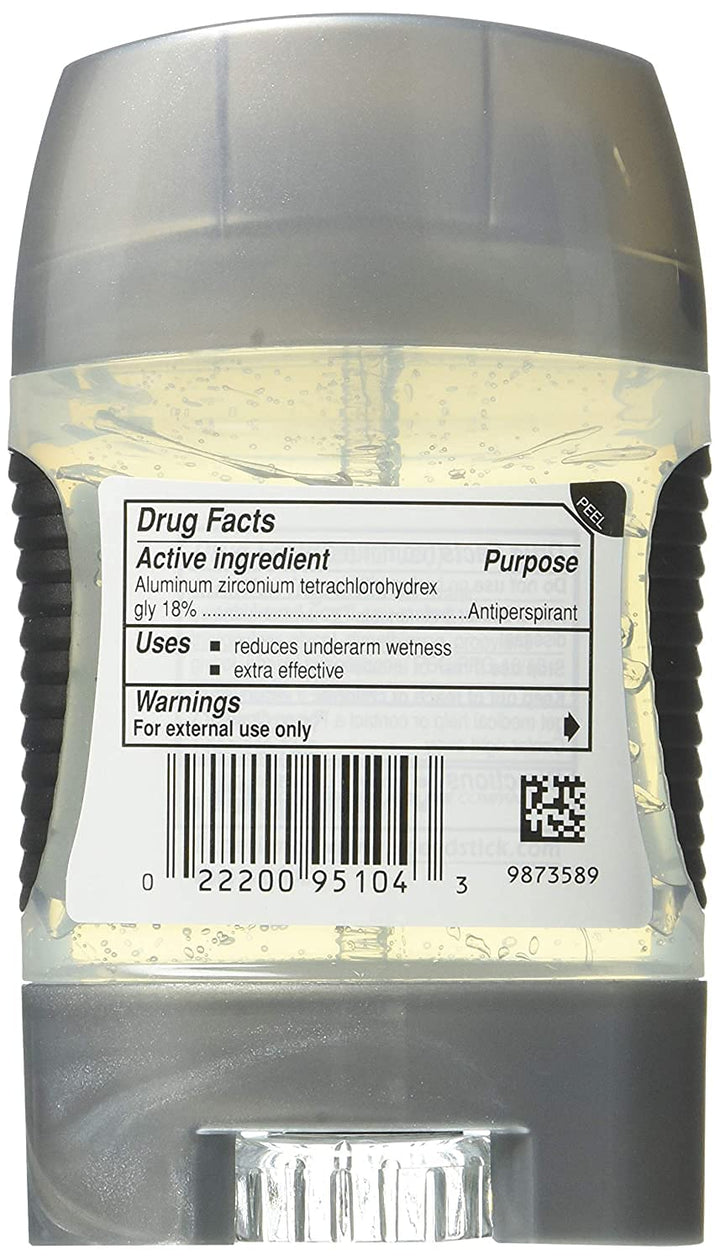 PEEL
Drug Facts
Active ingredient Purpose
Aluminum zirconium tetrachlorohydrex
gly 18% ................................................Antiperspirant
Uses ■ reduces underarm wetness
■ extra effective
Warnings
For external use only
0 22200 95104 3
9873589